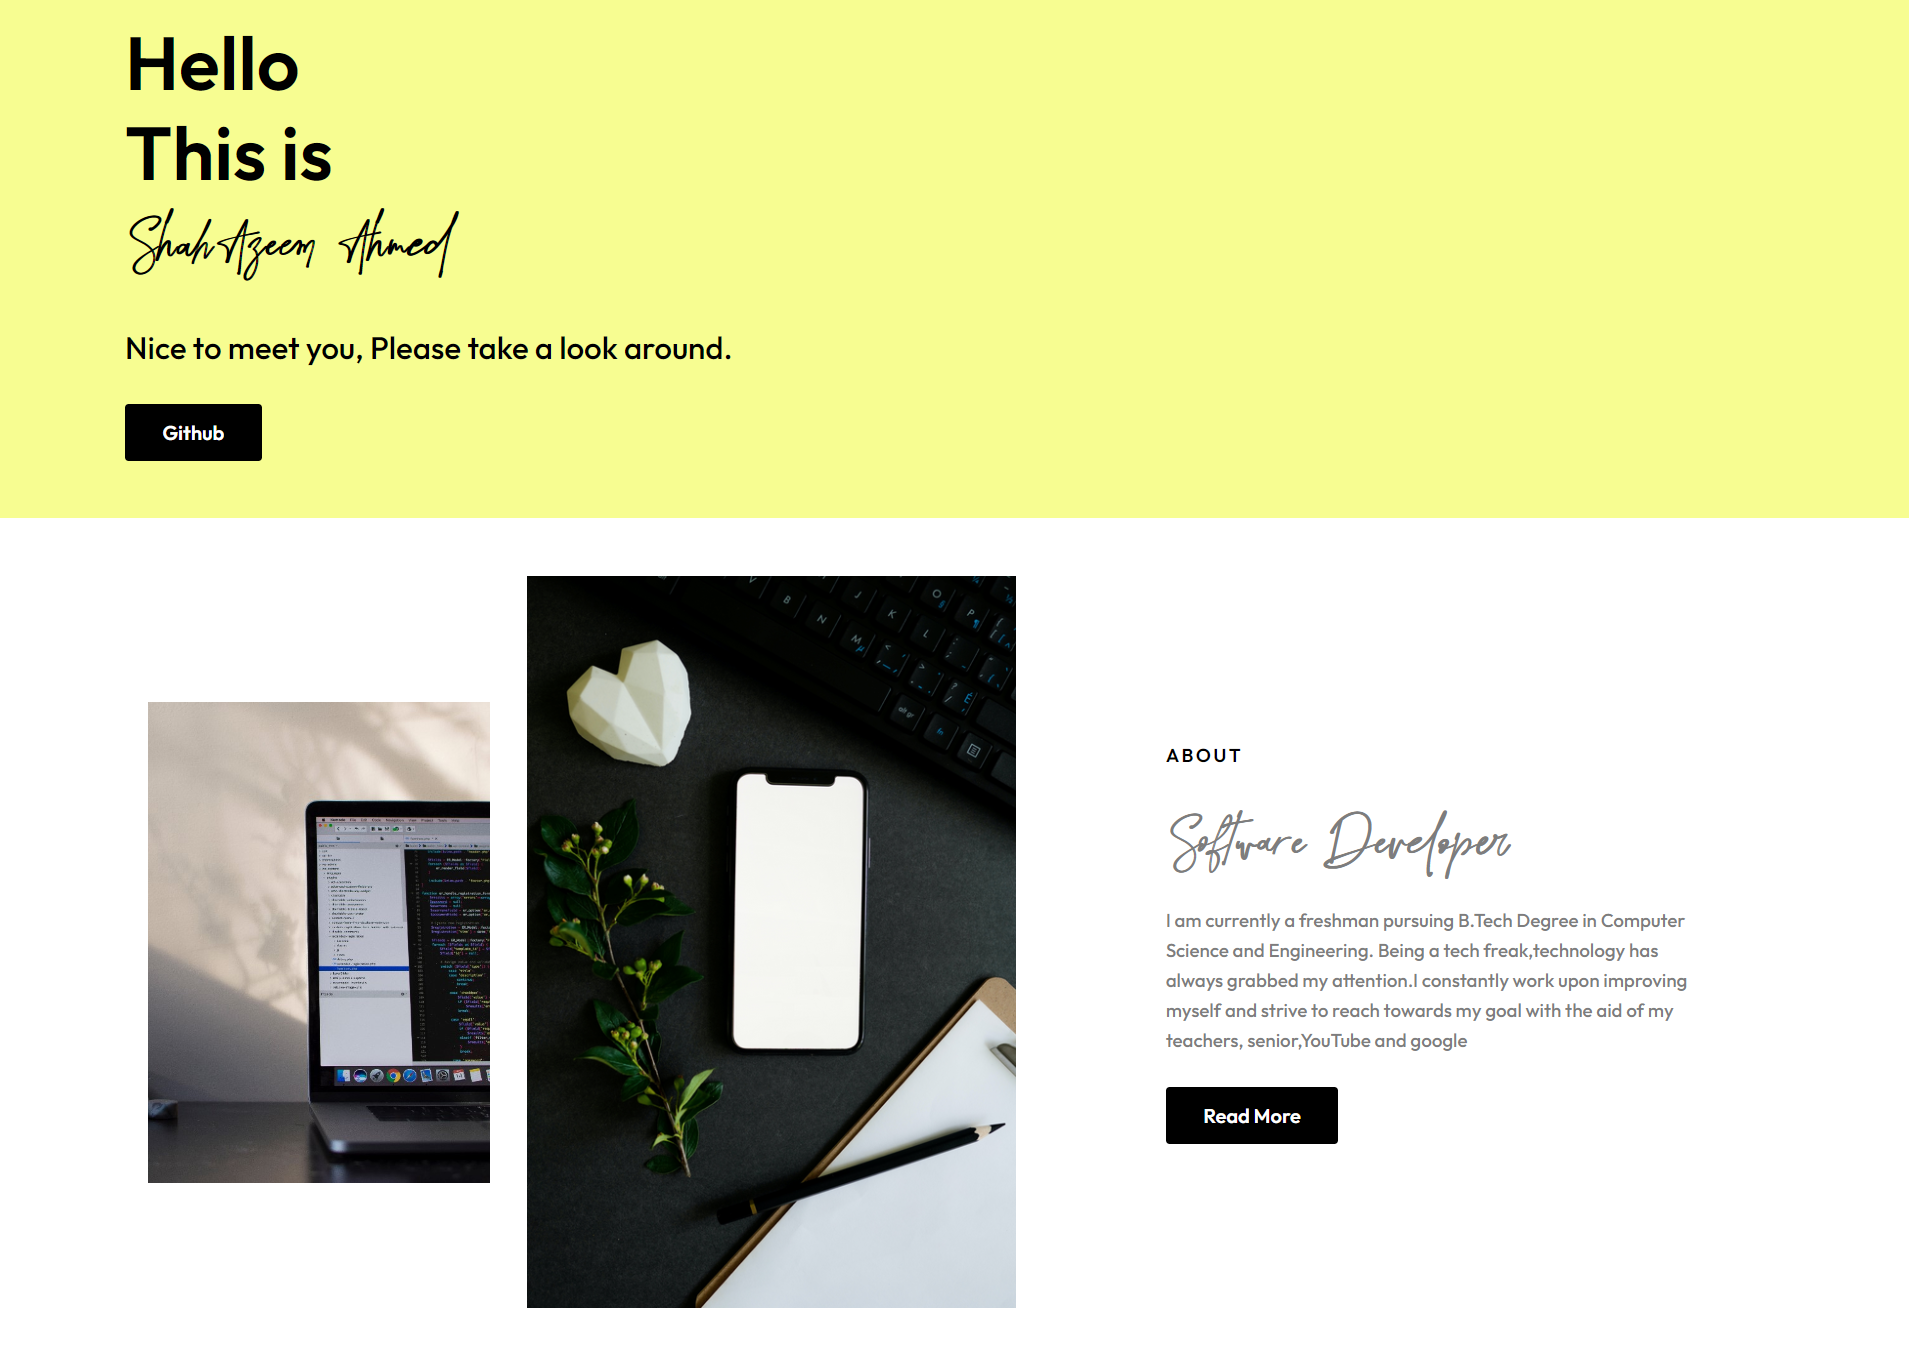 Hello
This is
Shah Azeem Ahmed
Nice to meet you, Please take a look around.
Github
ABOUT
Software Developer
I am currently a freshman pursuing B.Tech Degree in Computer
Science and Engineering. Being a tech freak,technology has
always grabbed my attention.I constantly work upon improving
myself and strive to reach towards my goal with the aid of my
teachers, senior,YouTube and google
Read More